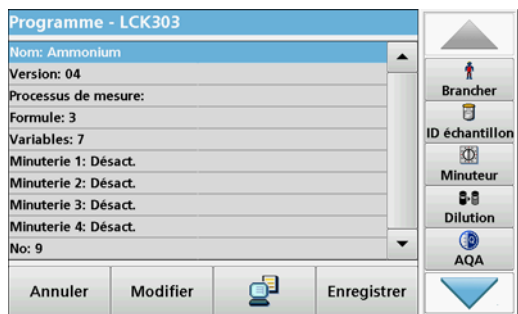 Programme - LCK303
Nom: Ammonium
Version: 04
Processus de mesure:
Formule: 3
Variables: 7
Minuterie 1: Désact.
Minuterie 2: Désact.
Minuterie 3: Désact.
Minuterie 4: Désact.
No: 9
Annuler
Modifier
Enregistrer
Brancher
ID échantillon
Minuteur
Dilution
AQA